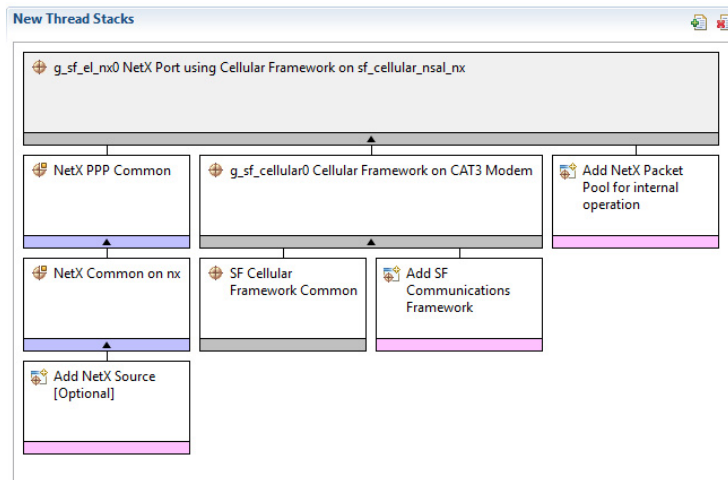 New Thread Stacks
g_sf_el_nx0 NetX Port using Cellular Framework on sf_cellular_nsal_nx
NetX PPP Common
g_sf_cellular0 Cellular Framework on CAT3 Modem
Add NetX Packet
Pool for internal
operation
NetX Common on nx
SF Cellular
Framework Common
Add SF
Communications
Framework
Add NetX Source
[Optional]